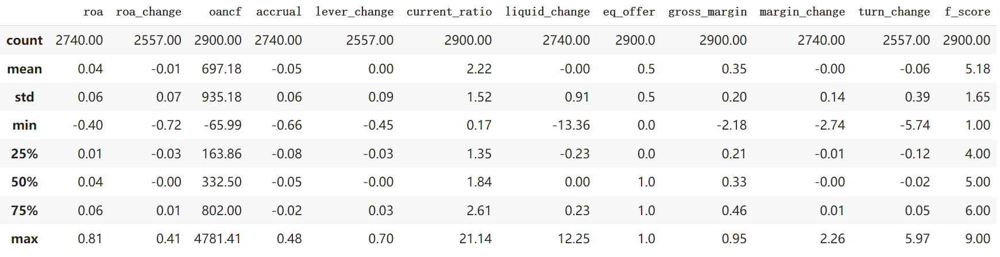 roa roa_change oancf accrual lever_change current_ratio liquid_change eq_offer gross_margin margin_change turn_change f_score
count 2740.00 2557.00 2900.00 2740.00 2557.00 2900.00 2740.00 2900.0 2900.00 2740.00 2557.00 2900.00
mean 0.04 -0.01 697.18 -0.05 0.00 2.22 -0.00 0.5 0.35 -0.00 -0.06 5.18
std 0.06 0.07 935.18 0.06 0.09 1.52 0.91 0.5 0.20 0.14 0.39 1.65
min -0.40 -0.72 -65.99 -0.66 -0.45 0.17 -13.36 0.0 -2.18 -2.74 -5.74 1.00
25% 0.01 -0.03 163.86 -0.08 -0.03 1.35 -0.23 0.0 0.21 -0.01 -0.12 4.00
50% 0.04 -0.00 332.50 -0.05 -0.00 1.84 0.00 1.0 0.33 -0.00 -0.02 5.00
75% 0.06 0.01 802.00 -0.02 0.03 2.61 0.23 1.0 0.46 0.01 0.05 6.00
max 0.81 0.41 4781.41 0.48 0.70 21.14 12.25 1.0 0.95 2.26 5.97 9.00